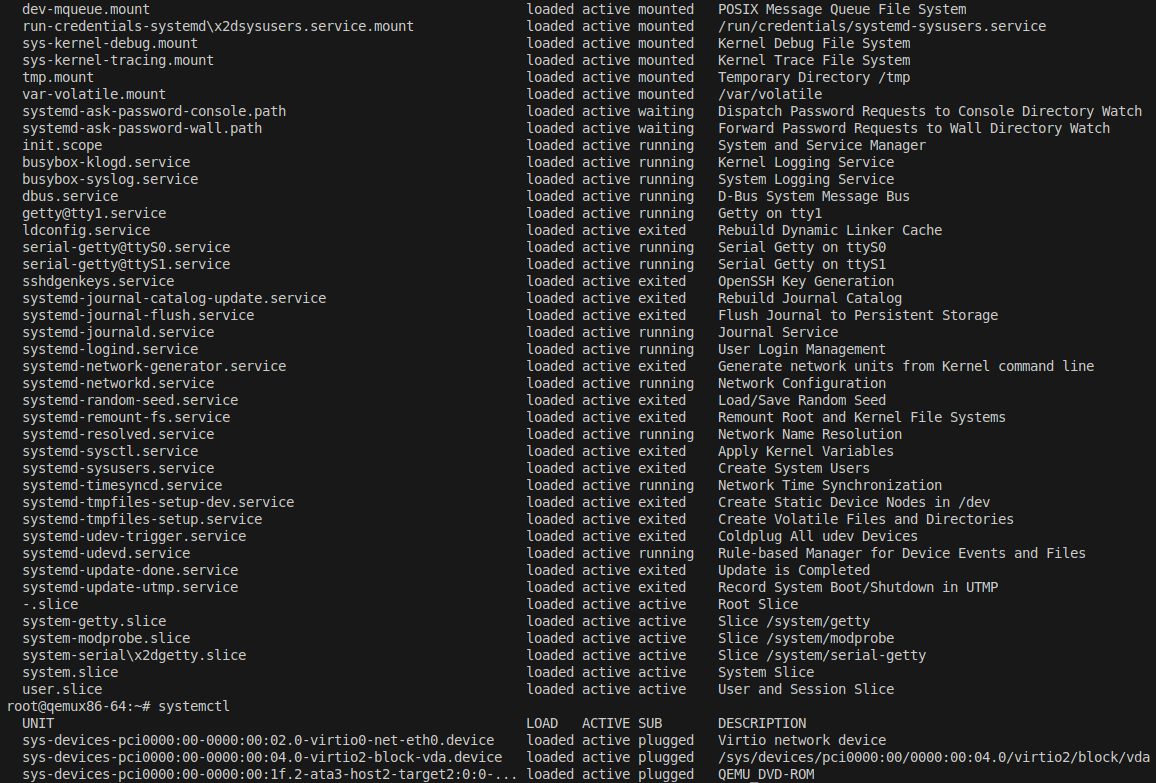 dev-mqueue.mount loaded active mounted POSIX Message Queue File System
run-credentials-systemd\x2dsysusers.service.mount loaded active mounted /run/credentials/systemd-sysusers.service
sys-kernel-debug.mount loaded active mounted Kernel Debug File System
sys-kernel-tracing.mount loaded active mounted Kernel Trace File System
tmp.mount loaded active mounted Temporary Directory /tmp
var-volatile.mount loaded active mounted /var/volatile
systemd-ask-password-console.path loaded active waiting Dispatch Password Requests to Console Directory Watch
systemd-ask-password-wall.path loaded active waiting Forward Password Requests to Wall Directory Watch
init.scope loaded active running System and Service Manager
busybox-klogd.service loaded active running Kernel Logging Service
busybox-syslog.service loaded active running System Logging Service
dbus.service loaded active running D-Bus System Message Bus
getty@tty1.service loaded active running Getty on tty1
ldconfig.service loaded active exited Rebuild Dynamic Linker Cache
serial-getty@ttyS0.service loaded active running Serial Getty on ttyS0
serial-getty@ttyS1.service loaded active running Serial Getty on ttyS1
sshdgenkeys.service loaded active exited OpenSSH Key Generation
systemd-journal-catalog-update.service loaded active exited Rebuild Journal Catalog
systemd-journal-flush.service loaded active exited Flush Journal to Persistent Storage
systemd-journald.service loaded active running Journal Service
systemd-logind.service loaded active running User Login Management
systemd-network-generator.service loaded active exited Generate network units from Kernel command line
systemd-networkd.service loaded active running Network Configuration
systemd-random-seed.service loaded active exited Load/Save Random Seed
systemd-remount-fs.service loaded active exited Remount Root and Kernel File Systems
systemd-resolved.service loaded active running Network Name Resolution
systemd-sysctl.service loaded active exited Apply Kernel Variables
systemd-sysusers.service loaded active exited Create System Users
systemd-timesyncd.service loaded active running Network Time Synchronization
systemd-tmpfiles-setup-dev.service loaded active exited Create Static Device Nodes in /dev
systemd-tmpfiles-setup.service loaded active exited Create Volatile Files and Directories
systemd-udev-trigger.service loaded active exited Coldplug All udev Devices
systemd-udevd.service loaded active running Rule-based Manager for Device Events and Files
systemd-update-done.service loaded active exited Update is Completed
systemd-update-utmp.service loaded active exited Record System Boot/Shutdown in UTMP
-.slice loaded active active Root Slice
system-getty.slice loaded active active Slice /system/getty
system-modprobe.slice loaded active active Slice /system/modprobe
system-serial\x2dgetty.slice loaded active active Slice /system/serial-getty
system.slice loaded active active System Slice
user.slice loaded active active User and Session Slice
root@qemux86-64:~# systemctl
UNIT LOAD ACTIVE SUB DESCRIPTION
sys-devices-pci0000:00-0000:00:02.0-virtio0-net-eth0.device loaded active plugged Virtio network device
sys-devices-pci0000:00-0000:00:04.0-virtio2-block-vda.device loaded active plugged /sys/devices/pci0000:00/0000:00:04.0/virtio2/block/vda
sys-devices-pci0000:00-0000:00:1f.2-ata3-host2-target2:0:0-... loaded active plugged QEMU_DVD-ROM